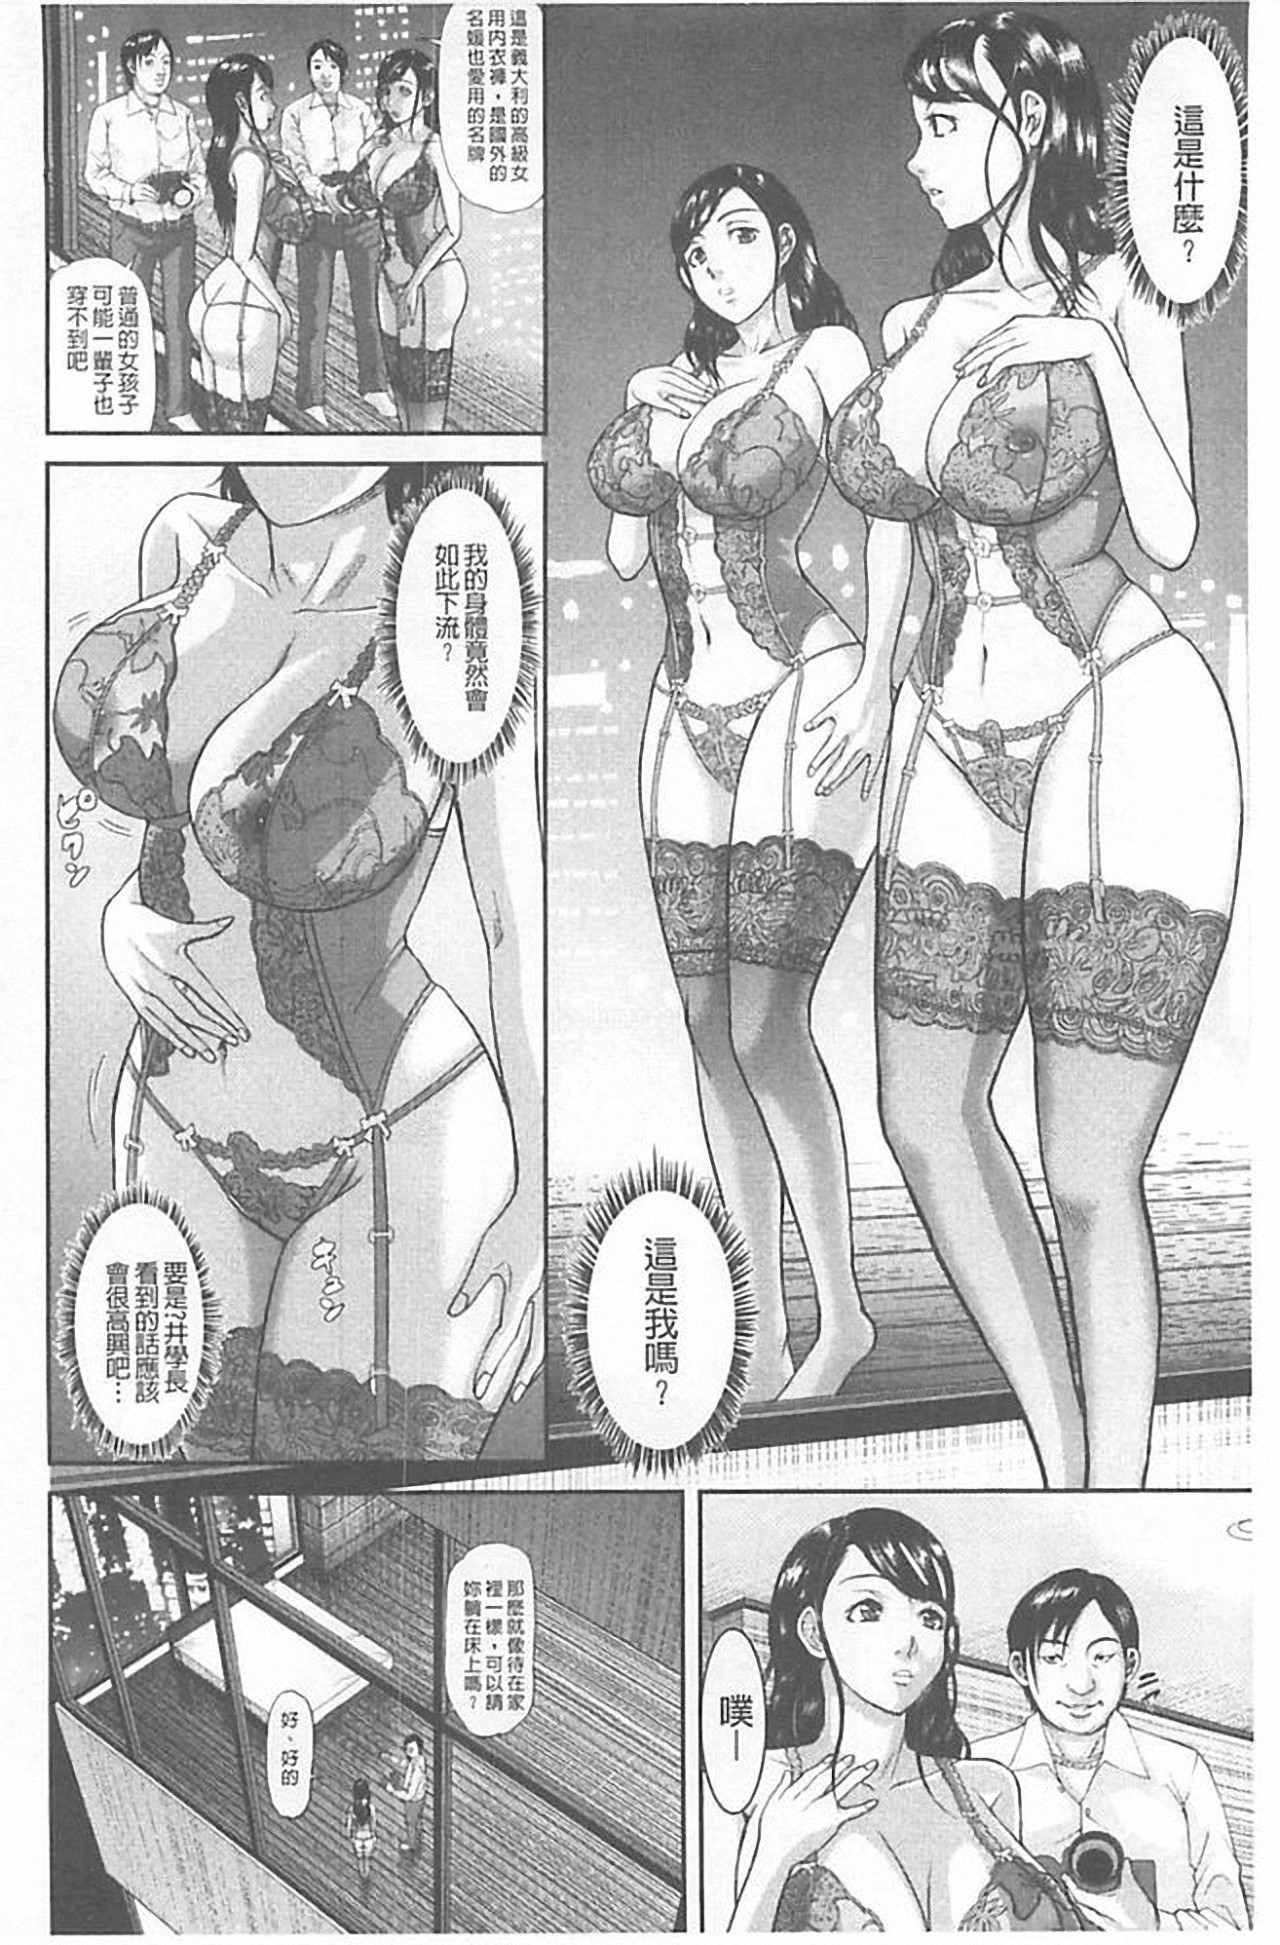 這是什麼？
這是我嗎？
這是義大利的高級女
用內衣褲，是國外的
名媛也愛用的名牌
普通的女孩子
可能一輩子也
穿不到吧
我的身體竟然會
如此下流？
ピクン
キュン
要是?井學長
看到的話應該
會很高興吧…
噗—
那麼就像待在家
裡一樣，可以請
妳躺在床上嗎？
好、好的